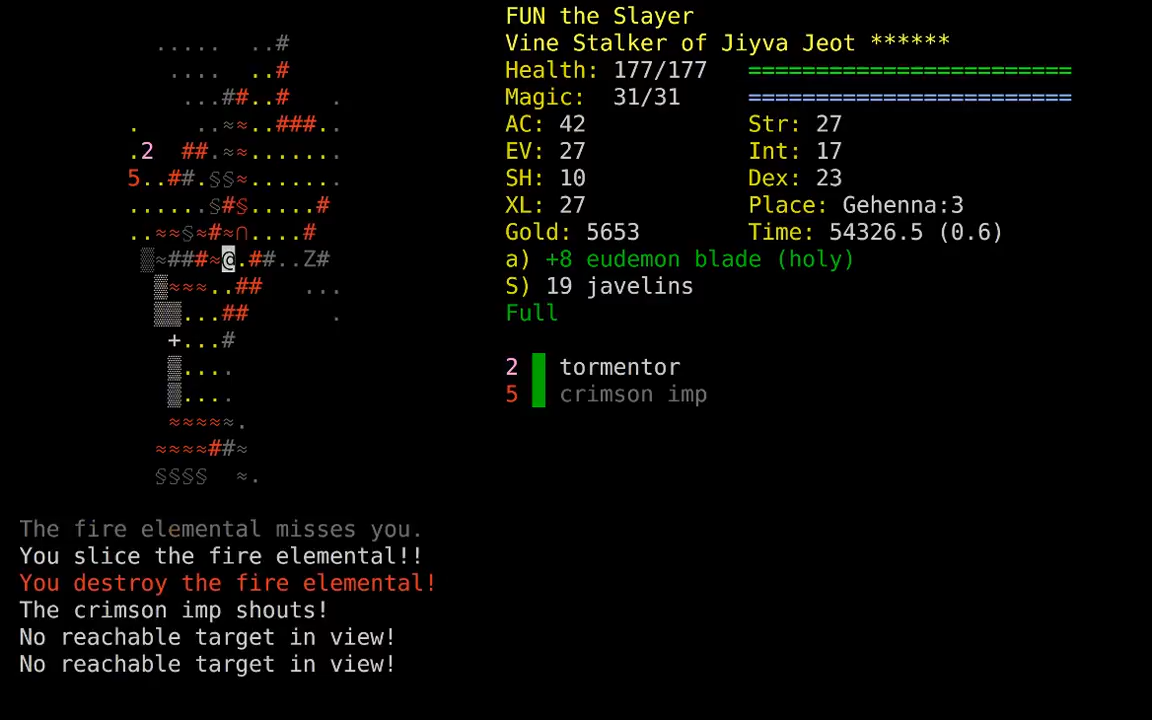 FUN the Slayer
Vine Stalker of Jiyva Jeot ******
Health: 177/177 ========================
Magic: 31/31 ========================
AC: 42 Str: 27
EV: 27 Int: 17
SH: 10 Dex: 23
XL: 27 Place: Gehenna:3
Gold: 5653 Time: 54326.5 (0.6)
a) +8 eudemon blade (holy)
S) 19 javelins
Full
2 tormentor
5 crimson imp
The fire elemental misses you.
You slice the fire elemental!!
You destroy the fire elemental!
The crimson imp shouts!
No reachable target in view!
No reachable target in view!